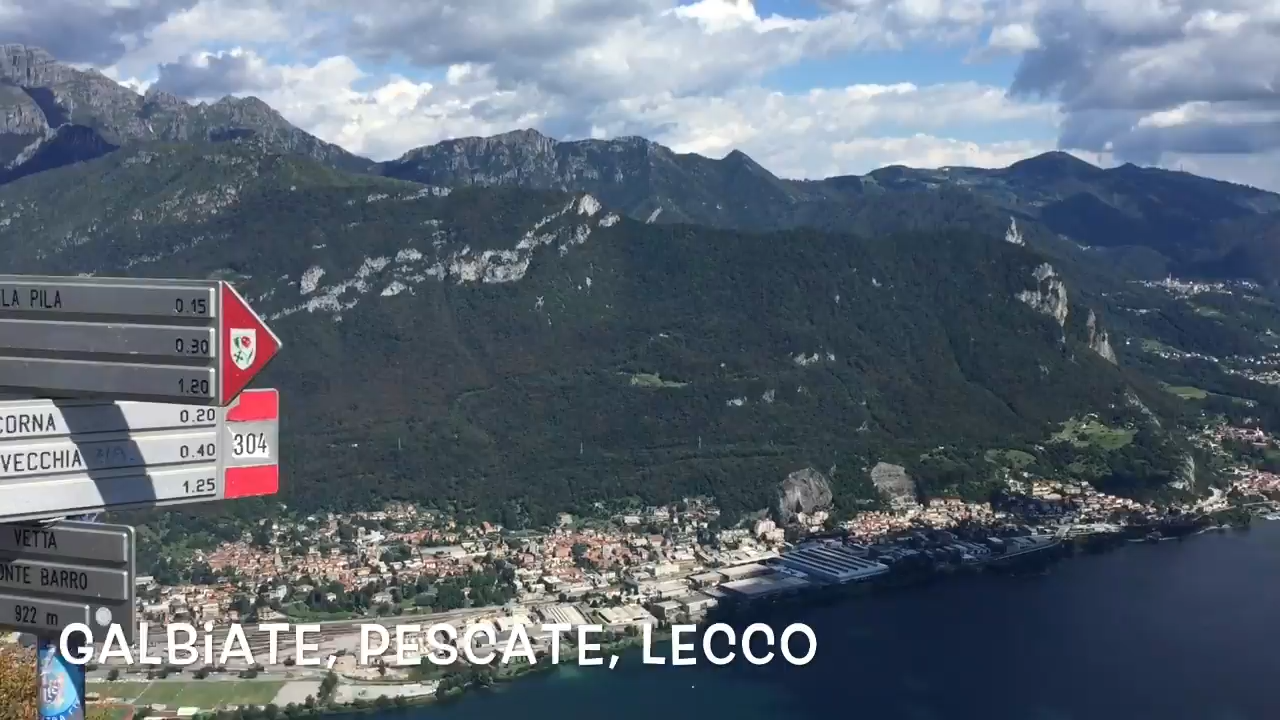 LA PILA 0.15
0.30
1.20
CORNA 0.20
VECCHIA 0.40
1.25
304
VETTA
ONTE BARRO
922 m
GALBiATE, PESCATE, LECCO